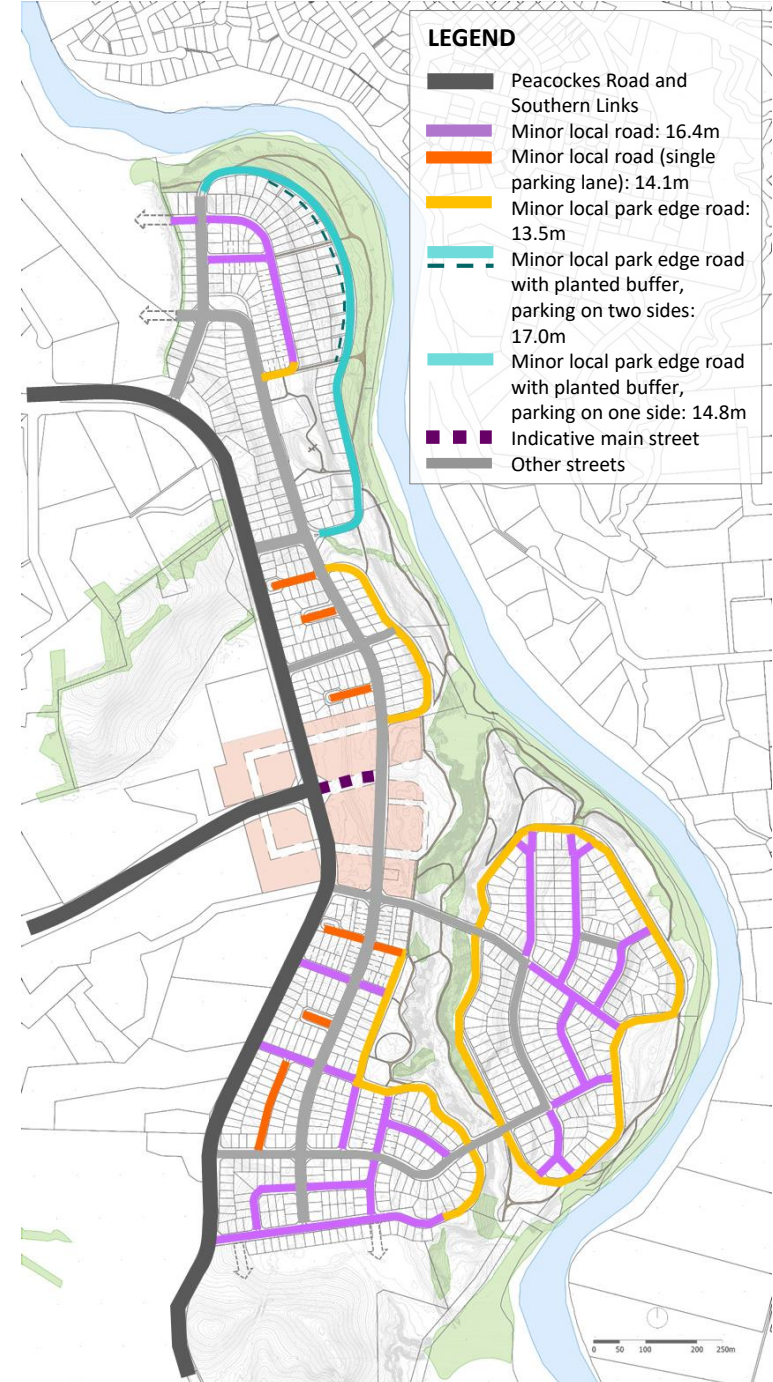 LEGEND
Peacockes Road and
Southern Links
Minor local road: 16.4m
Minor local road (single
parking lane): 14.1m
Minor local park edge road:
13.5m
Minor local park edge road
with planted buffer,
parking on two sides:
17.0m
Minor local park edge road
with planted buffer,
parking on one side: 14.8m
Indicative main street
Other streets
0 50 100 200 250m